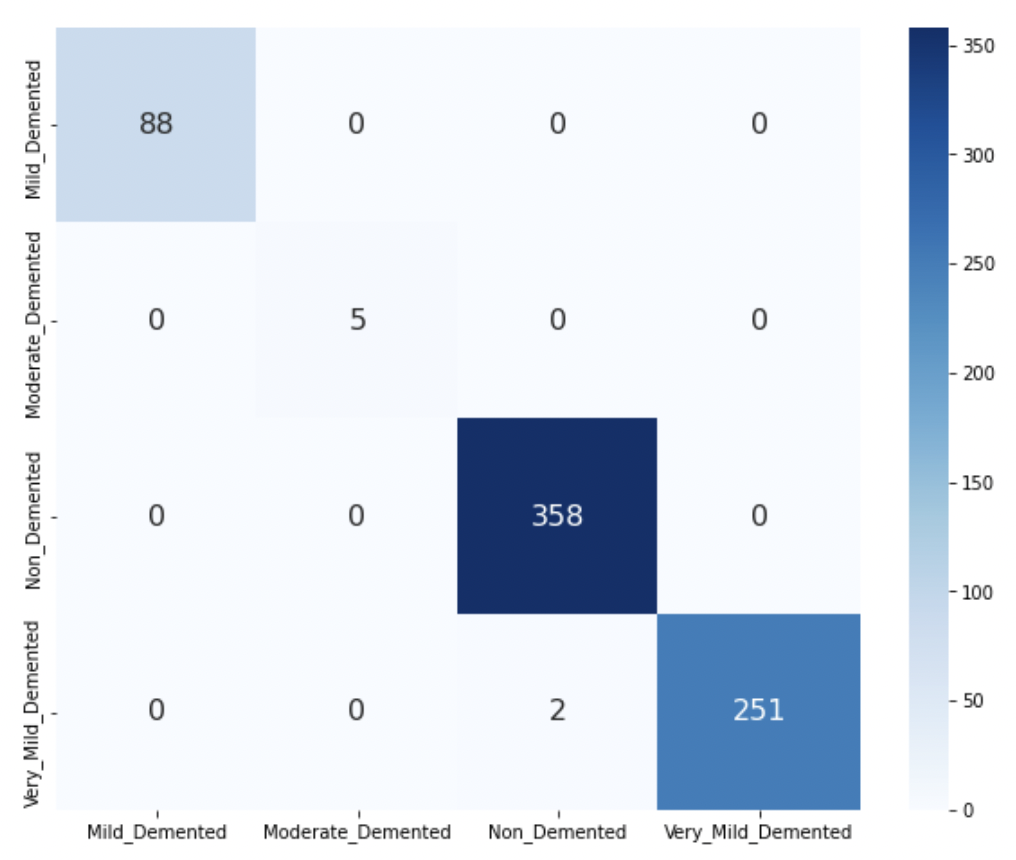 Mild_Demented
88 0 0 0
Moderate_Demented
0 5 0 0
Non_Demented
0 0 358 0
Very_Mild_Demented
0 0 2 251
Mild_Demented Moderate_Demented Non_Demented Very_Mild_Demented
350
300
250
200
150
100
50
0